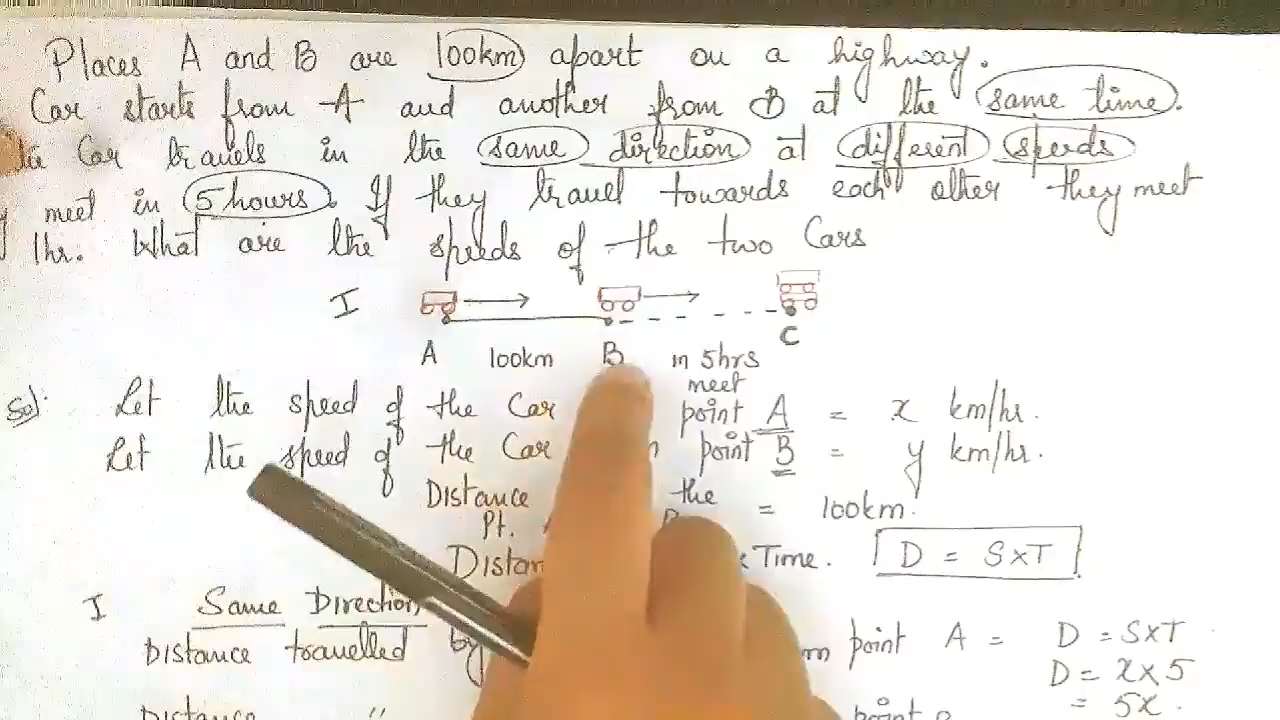 Places A and B are 100km apart on a highway.
Car starts from A and another from B at the same time.
Car travels in the same direction at different speeds
meet in 5 hours. If they travel towards each other they meet
1hr. What are the speeds of the two Cars
I
A 100km B in 5hrs C
meet
Sol: Let the speed of the Car point A = x km/hr.
Let the speed of the Car point B = y km/hr.
Distance the = 100km.
Pt.
Time. D = S×T
I Same Direction
Distance travelled by point A = D = S×T
D = x×5
= 5x.
Distance " point